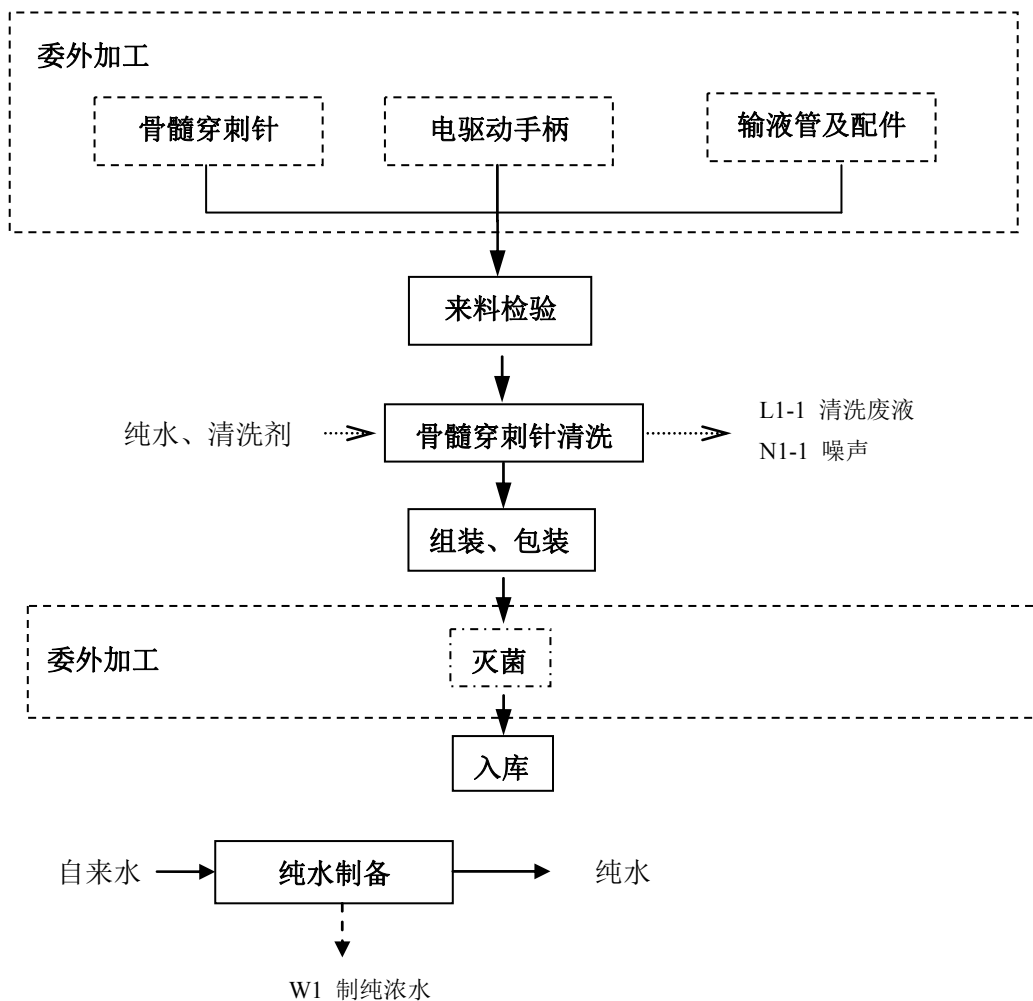 委外加工
骨髓穿刺针
电驱动手柄
输液管及配件
来料检验
纯水、清洗剂
骨髓穿刺针清洗
L1-1 清洗废液
N1-1 噪声
组装、包装
委外加工
灭菌
入库
自来水
纯水制备
纯水
W1 制纯浓水